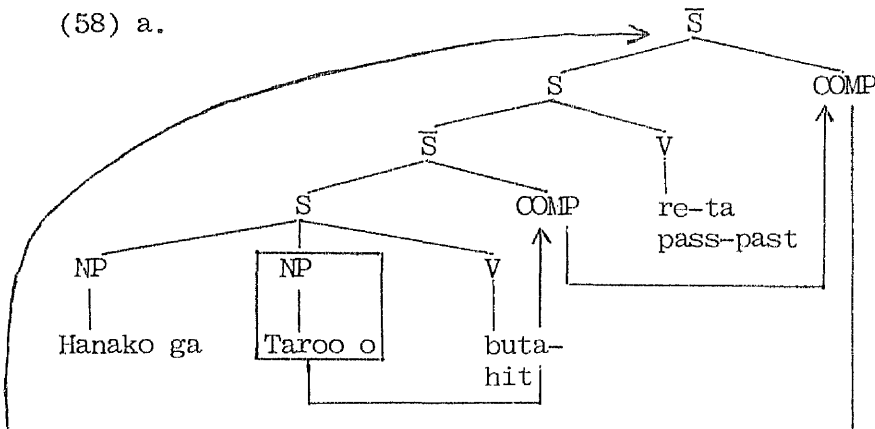 (58) a.
S̅
S COMP
S̅ V
S COMP re-ta
pass-past
NP NP V
Hanako ga Taroo o buta-
hit